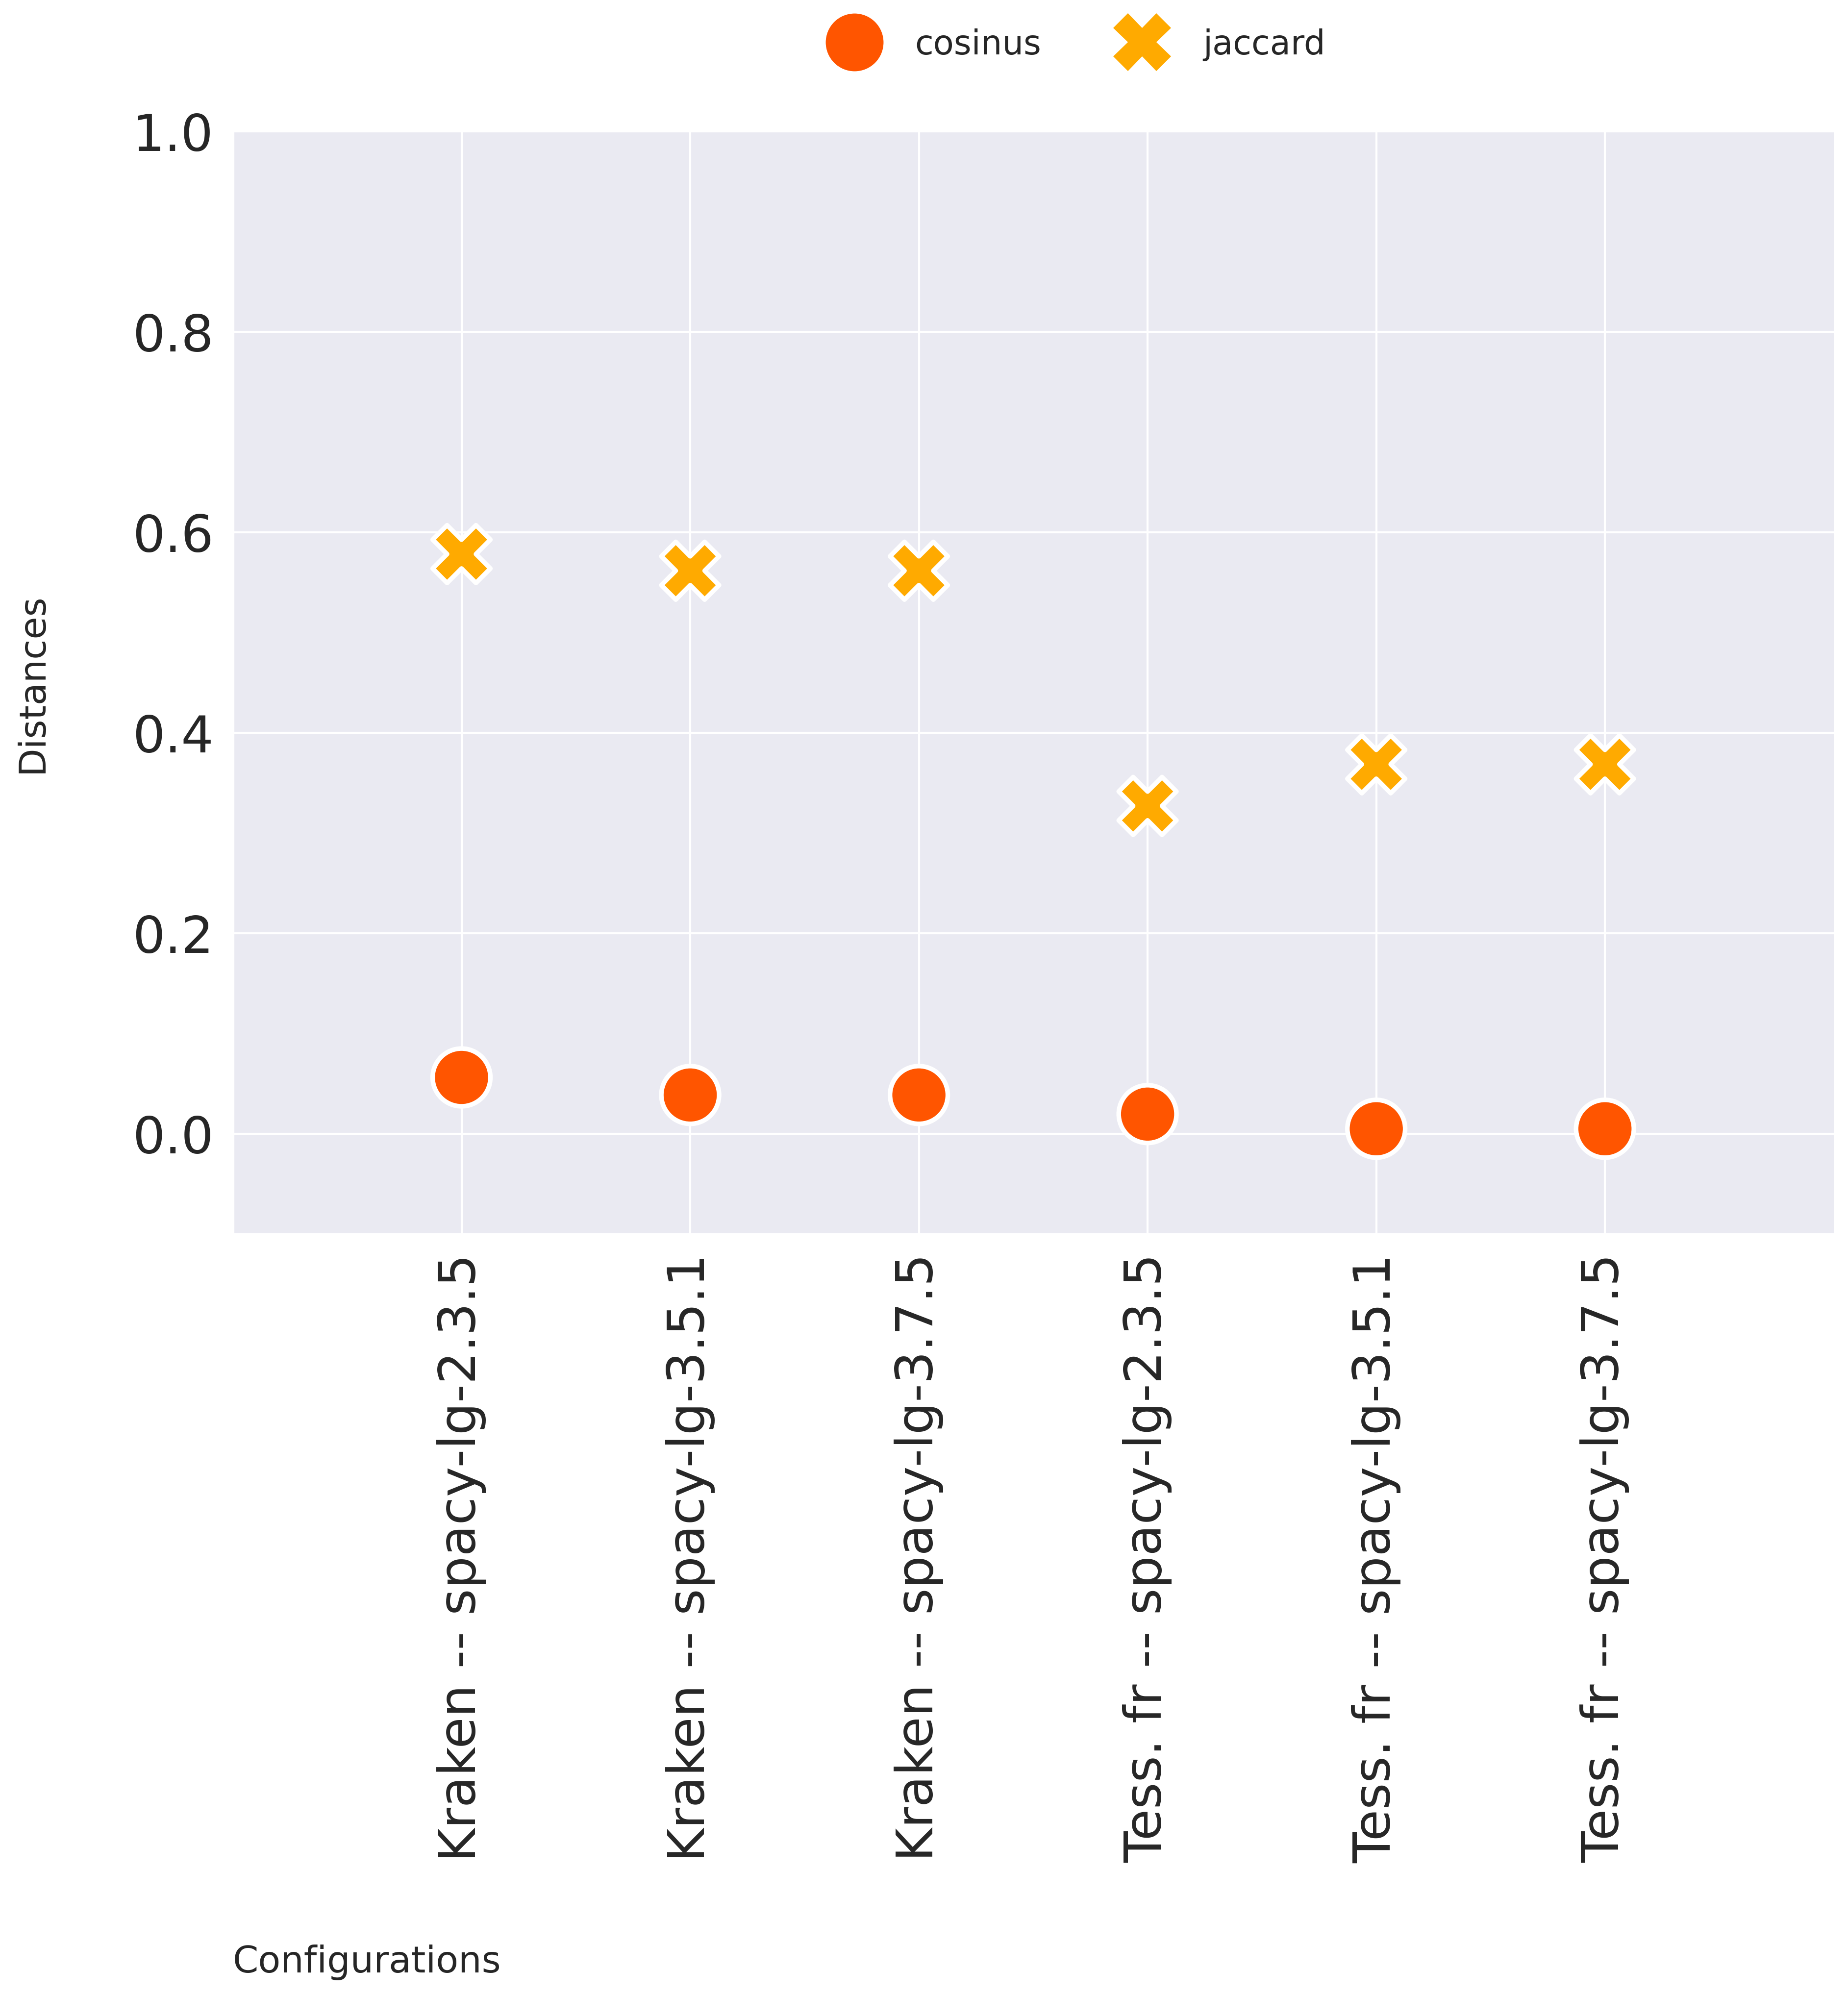 cosinus
jaccard
1.0
0.8
0.6
0.4
0.2
0.0
Distances
Kraken -- spacy-lg-2.3.5
Kraken -- spacy-lg-3.5.1
Kraken -- spacy-lg-3.7.5
Tess. fr -- spacy-lg-2.3.5
Tess. fr -- spacy-lg-3.5.1
Tess. fr -- spacy-lg-3.7.5
Configurations